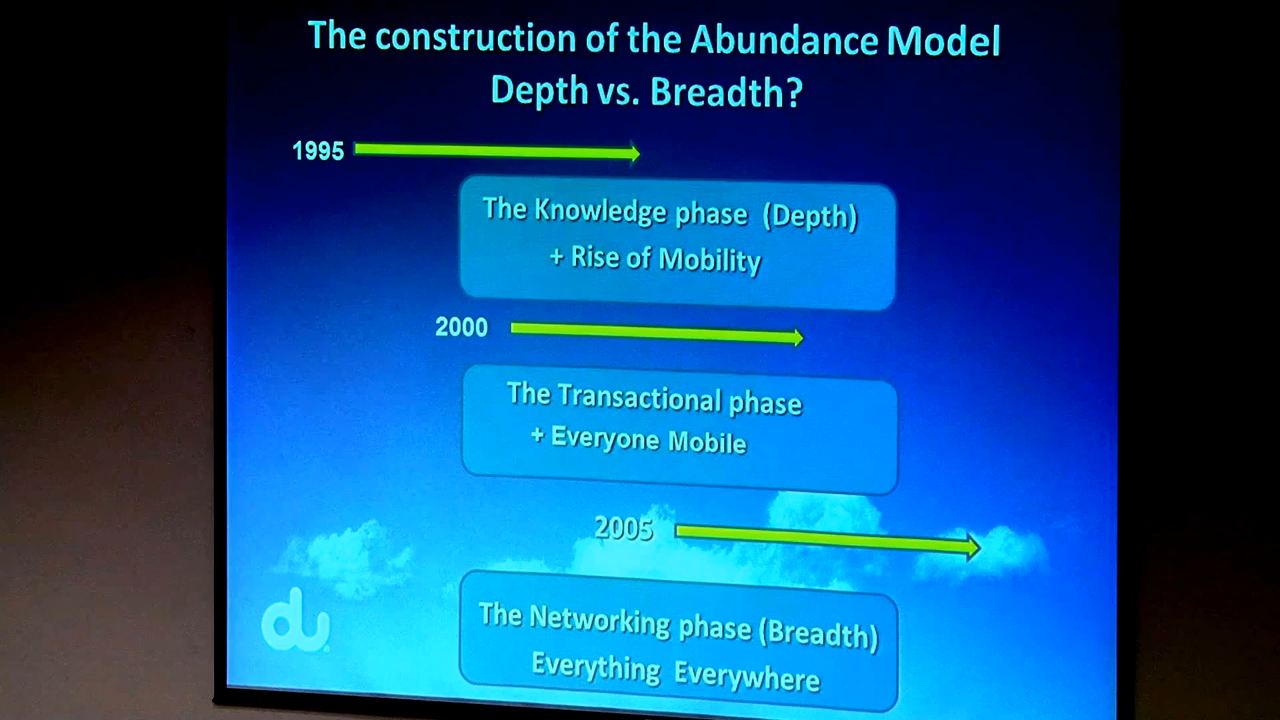 The construction of the Abundance Model
Depth vs. Breadth?
1995
The Knowledge phase (Depth)
+ Rise of Mobility
2000
The Transactional phase
+ Everyone Mobile
2005
The Networking phase (Breadth)
Everything Everywhere
du